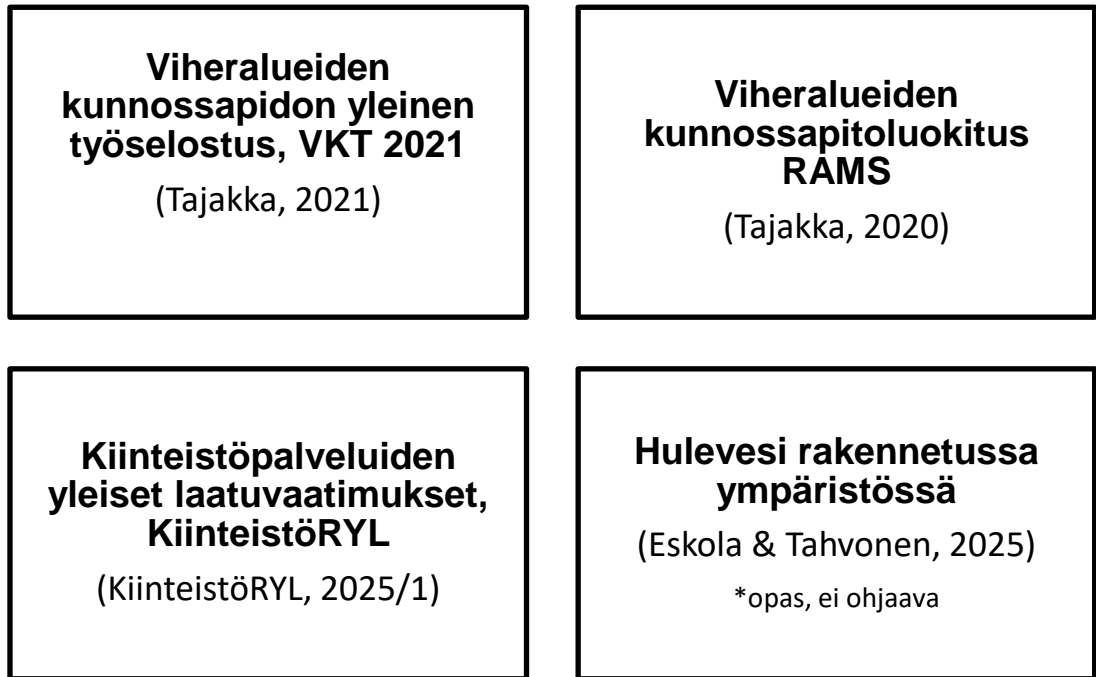 Viheralueiden
kunnossapidon yleinen
työselostus, VKT 2021
(Tajakka, 2021)
Viheralueiden
kunnossapitoluokitus
RAMS
(Tajakka, 2020)
Kiinteistöpalveluiden
yleiset laatuvaatimukset,
KiinteistöRYL
(KiinteistöRYL, 2025/1)
Hulevesi rakennetussa
ympäristössä
(Eskola & Tahvonen, 2025)
*opas, ei ohjaava